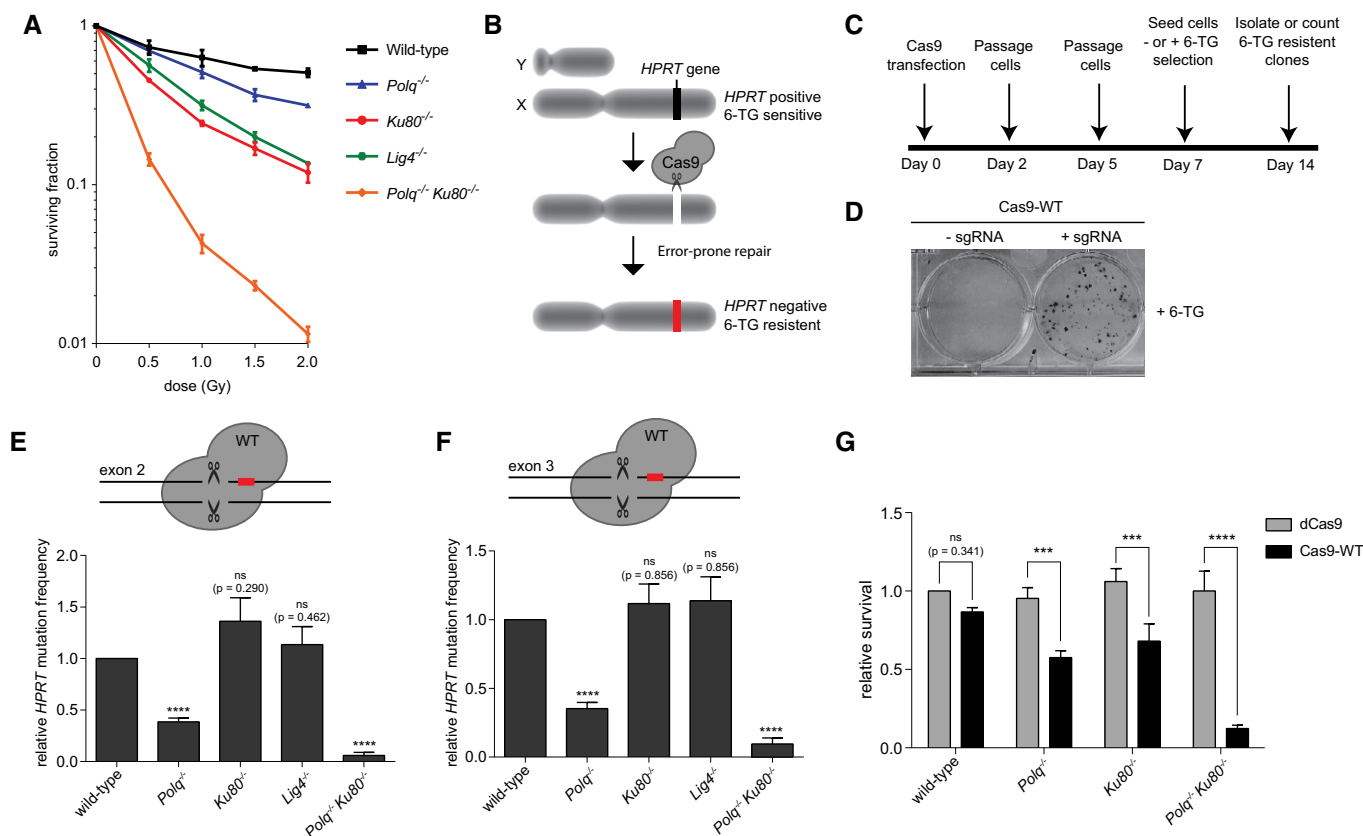 A
1
0.1
0.01
surviving fraction
0
0.5
1.0
1.5
2.0
dose (Gy)
Wild-type
Polq-/-
Ku80-/-
Lig4-/-
Polq-/- Ku80-/-
B
Y
X
HPRT gene
HPRT positive
6-TG sensitive
Cas9
Error-prone repair
HPRT negative
6-TG resistent
C
Cas9
transfection
Passage
cells
Passage
cells
Seed cells
- or + 6-TG
selection
Isolate or count
6-TG resistent
clones
Day 0
Day 2
Day 5
Day 7
Day 14
D
Cas9-WT
- sgRNA
+ sgRNA
+ 6-TG
E
WT
exon 2
relative HPRT mutation frequency
2.0
1.5
1.0
0.5
0.0
****
ns
(p = 0.290)
ns
(p = 0.462)
****
wild-type
Polq-/-
Ku80-/-
Lig4-/-
Polq-/- Ku80-/-
F
WT
exon 3
relative HPRT mutation frequency
1.5
1.0
0.5
0.0
****
ns
(p = 0.856)
ns
(p = 0.856)
****
wild-type
Polq-/-
Ku80-/-
Lig4-/-
Polq-/- Ku80-/-
G
dCas9
Cas9-WT
relative survival
1.5
1.0
0.5
0.0
ns
(p = 0.341)
***
***
****
wild-type
Polq-/-
Ku80-/-
Polq-/- Ku80-/-